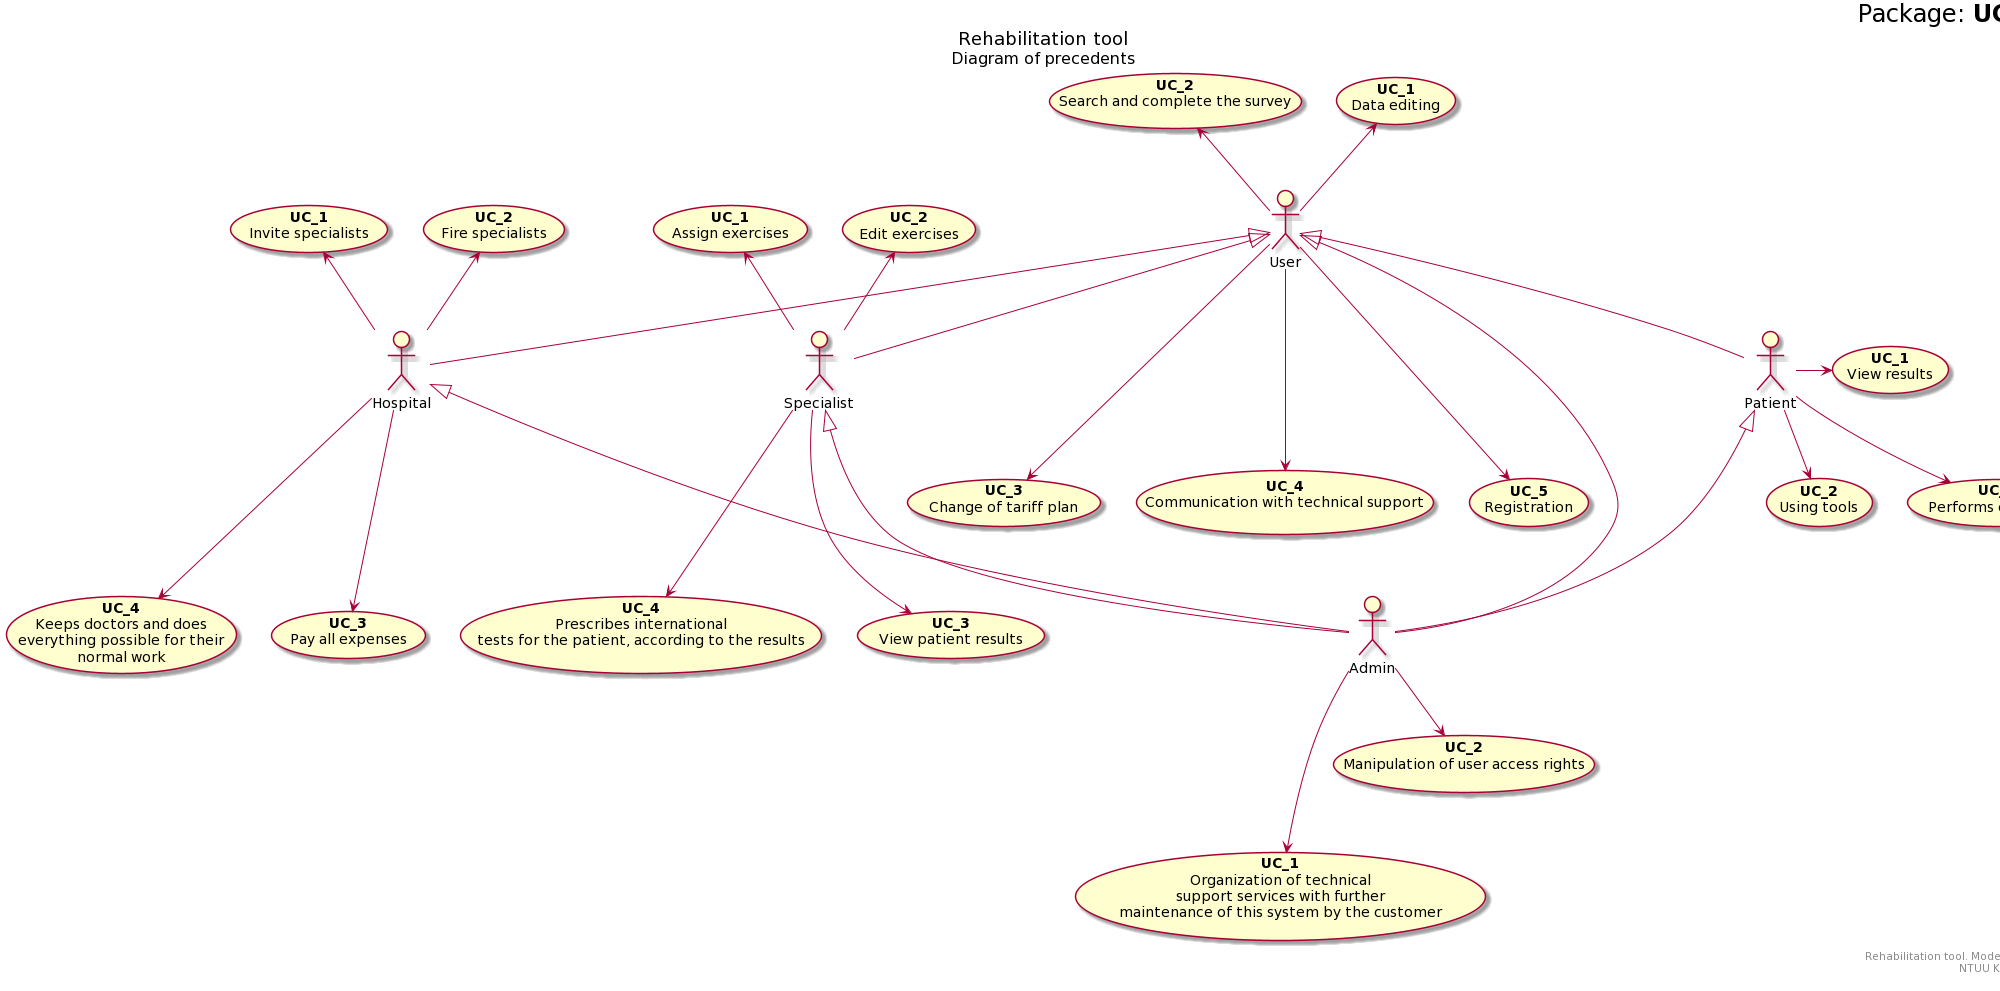 Package: UC
Rehabilitation tool
Diagram of precedents
UC_2
Search and complete the survey
UC_1
Data editing
UC_1
Invite specialists
UC_2
Fire specialists
UC_1
Assign exercises
UC_2
Edit exercises
User
Hospital
Specialist
Patient
UC_1
View results
UC_3
Change of tariff plan
UC_4
Communication with technical support
UC_5
Registration
UC_2
Using tools
UC_
Performs
UC_4
Keeps doctors and does
everything possible for their
normal work
UC_3
Pay all expenses
UC_4
Prescribes international
tests for the patient, according to the results
UC_3
View patient results
Admin
UC_2
Manipulation of user access rights
UC_1
Organization of technical
support services with further
maintenance of this system by the customer
Rehabilitation tool. Mode
NTUU K